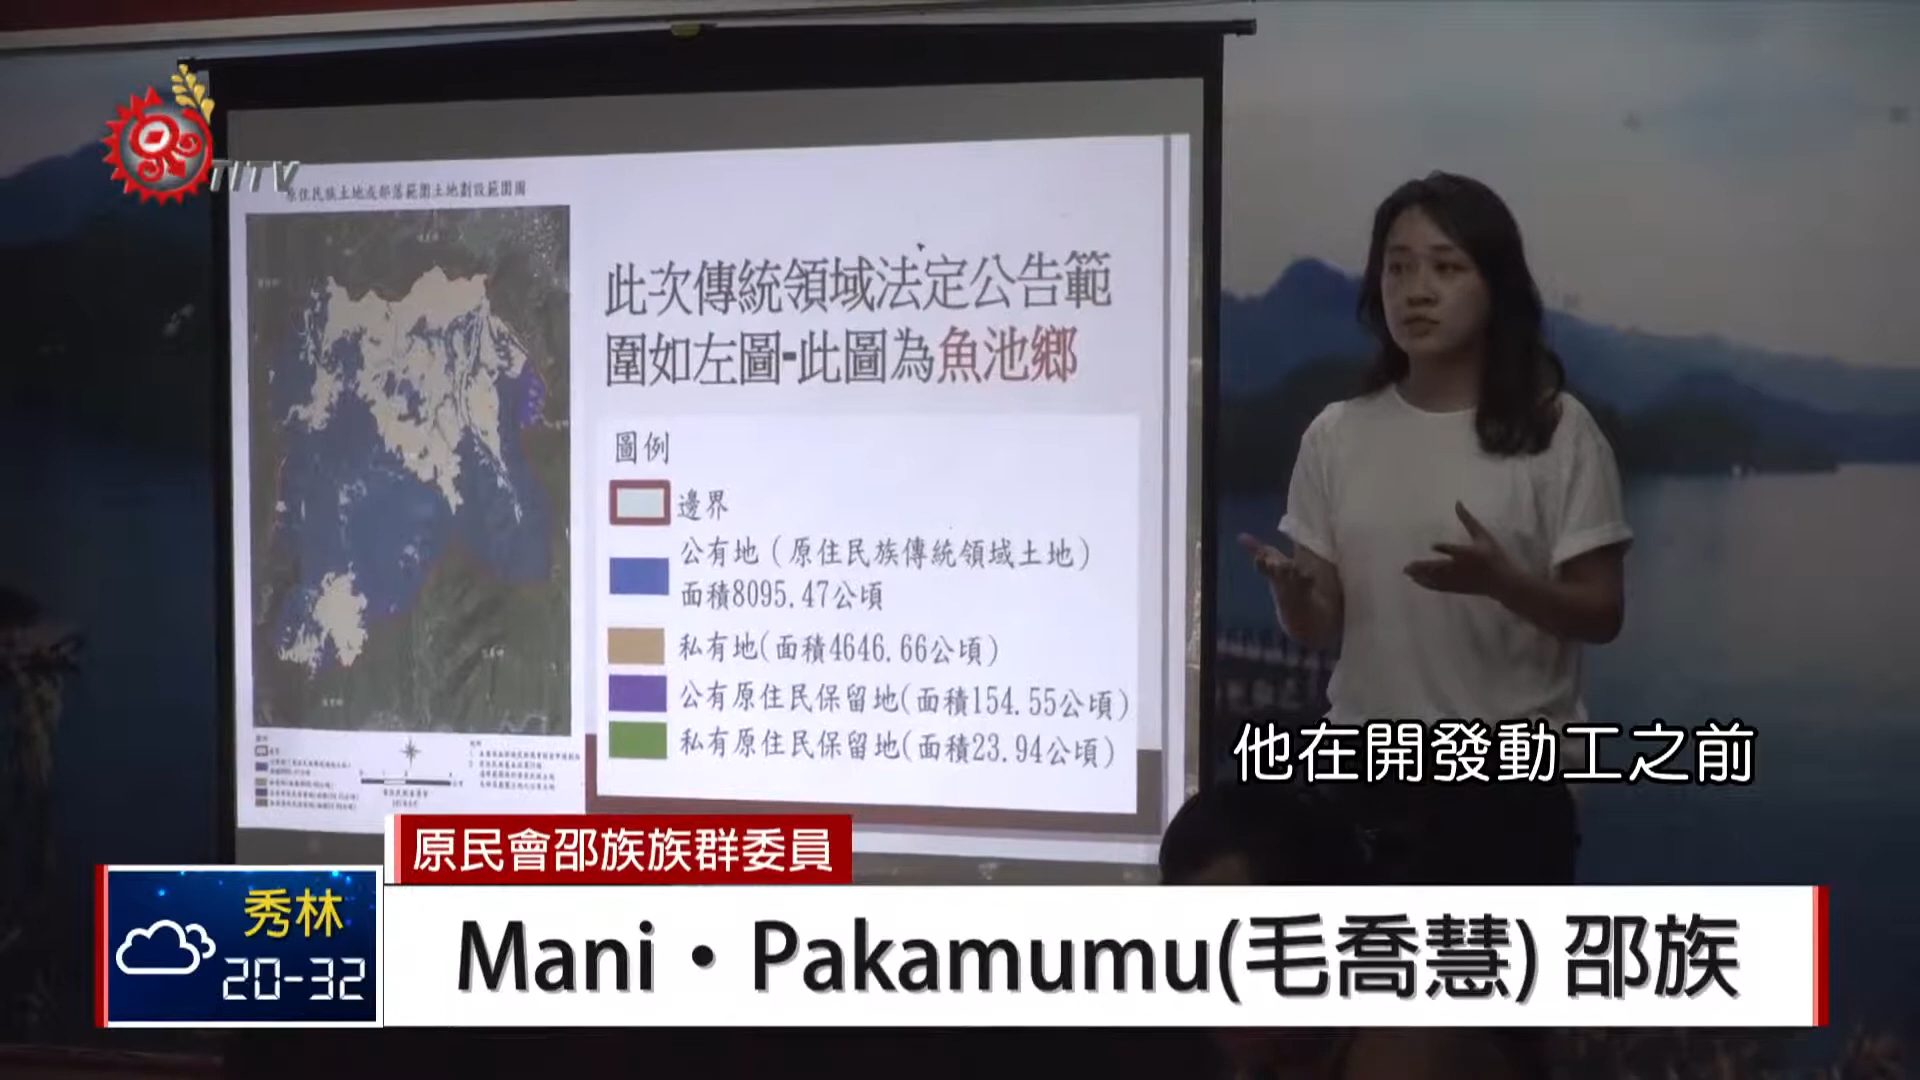 TITV
原住民族土地或部落範圍土地劃設範圍圖
此次傳統領域法定公告範
圍如左圖-此圖為魚池鄉
圖例
邊界
公有地(原住民族傳統領域土地)
面積8095.47公頃
私有地(面積4646.66公頃)
公有原住民保留地(面積154.55公頃)
私有原住民保留地(面積23.94公頃)
他在開發動工之前
原民會邵族族群委員
秀林
20-32
Mani・Pakamumu(毛喬慧) 邵族